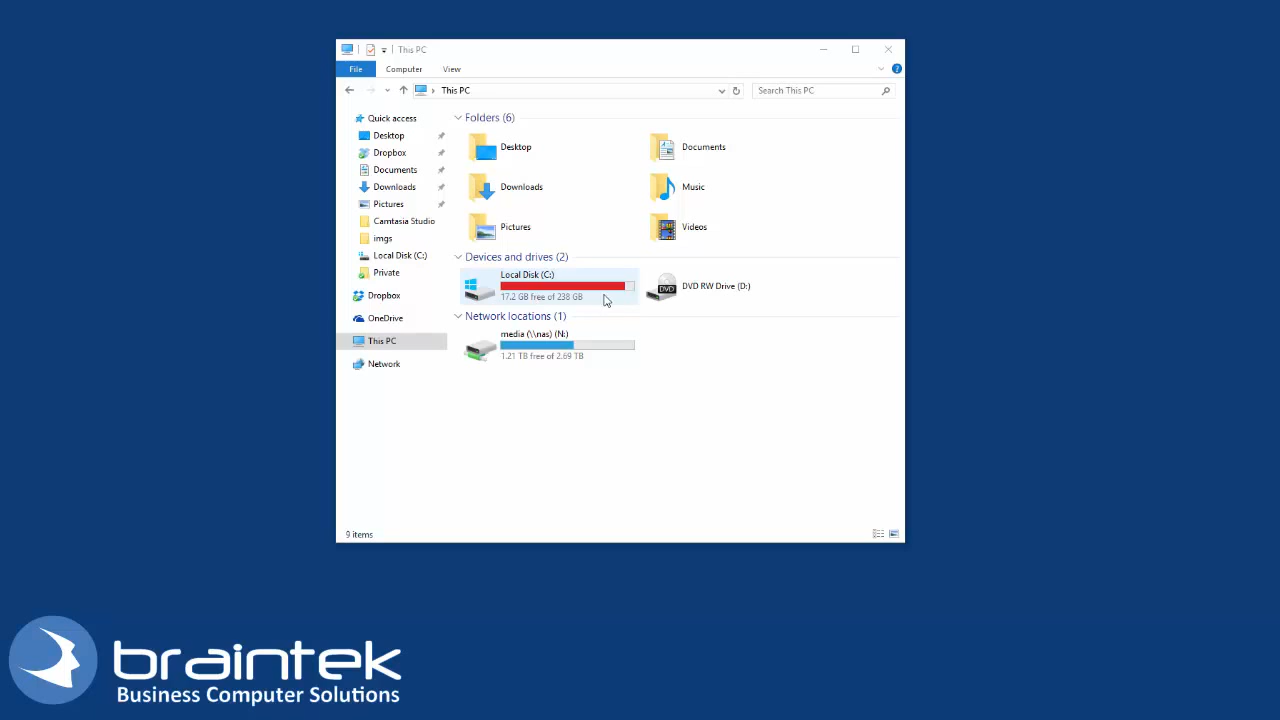 This PC
File Computer View
This PC
Search This PC
Quick access
Desktop
Dropbox
Documents
Downloads
Pictures
Camtasia Studio
imgs
Local Disk (C:)
Private
Dropbox
OneDrive
This PC
Network
Folders (6)
Desktop
Documents
Downloads
Music
Pictures
Videos
Devices and drives (2)
Local Disk (C:)
17.2 GB free of 238 GB
DVD
DVD RW Drive (D:)
Network locations (1)
media (\\nas) (N:)
1.21 TB free of 2.69 TB
9 items
braintek
Business Computer Solutions